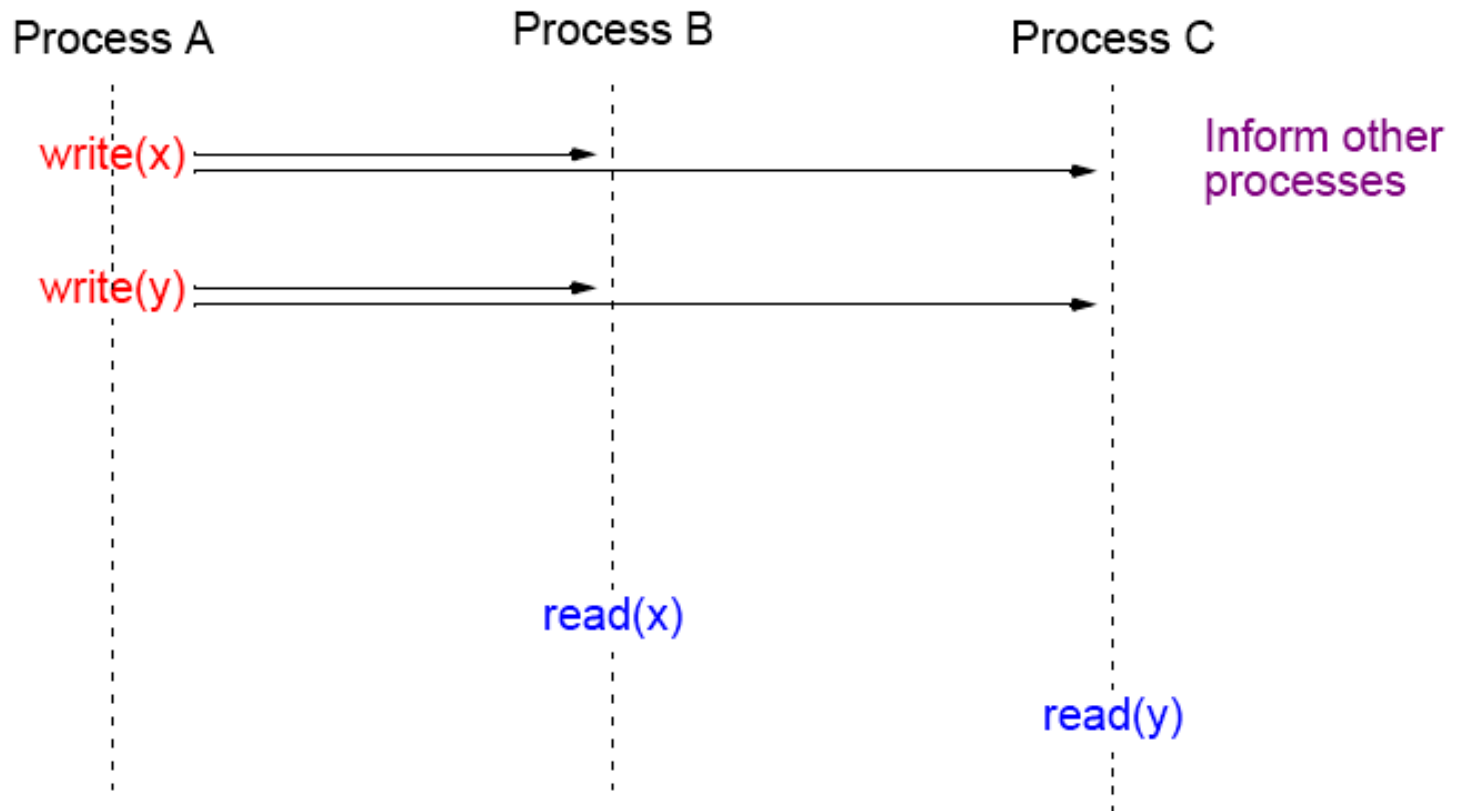 Process A
Process B
Process C
write(x)
Inform other
processes
write(y)
read(x)
read(y)